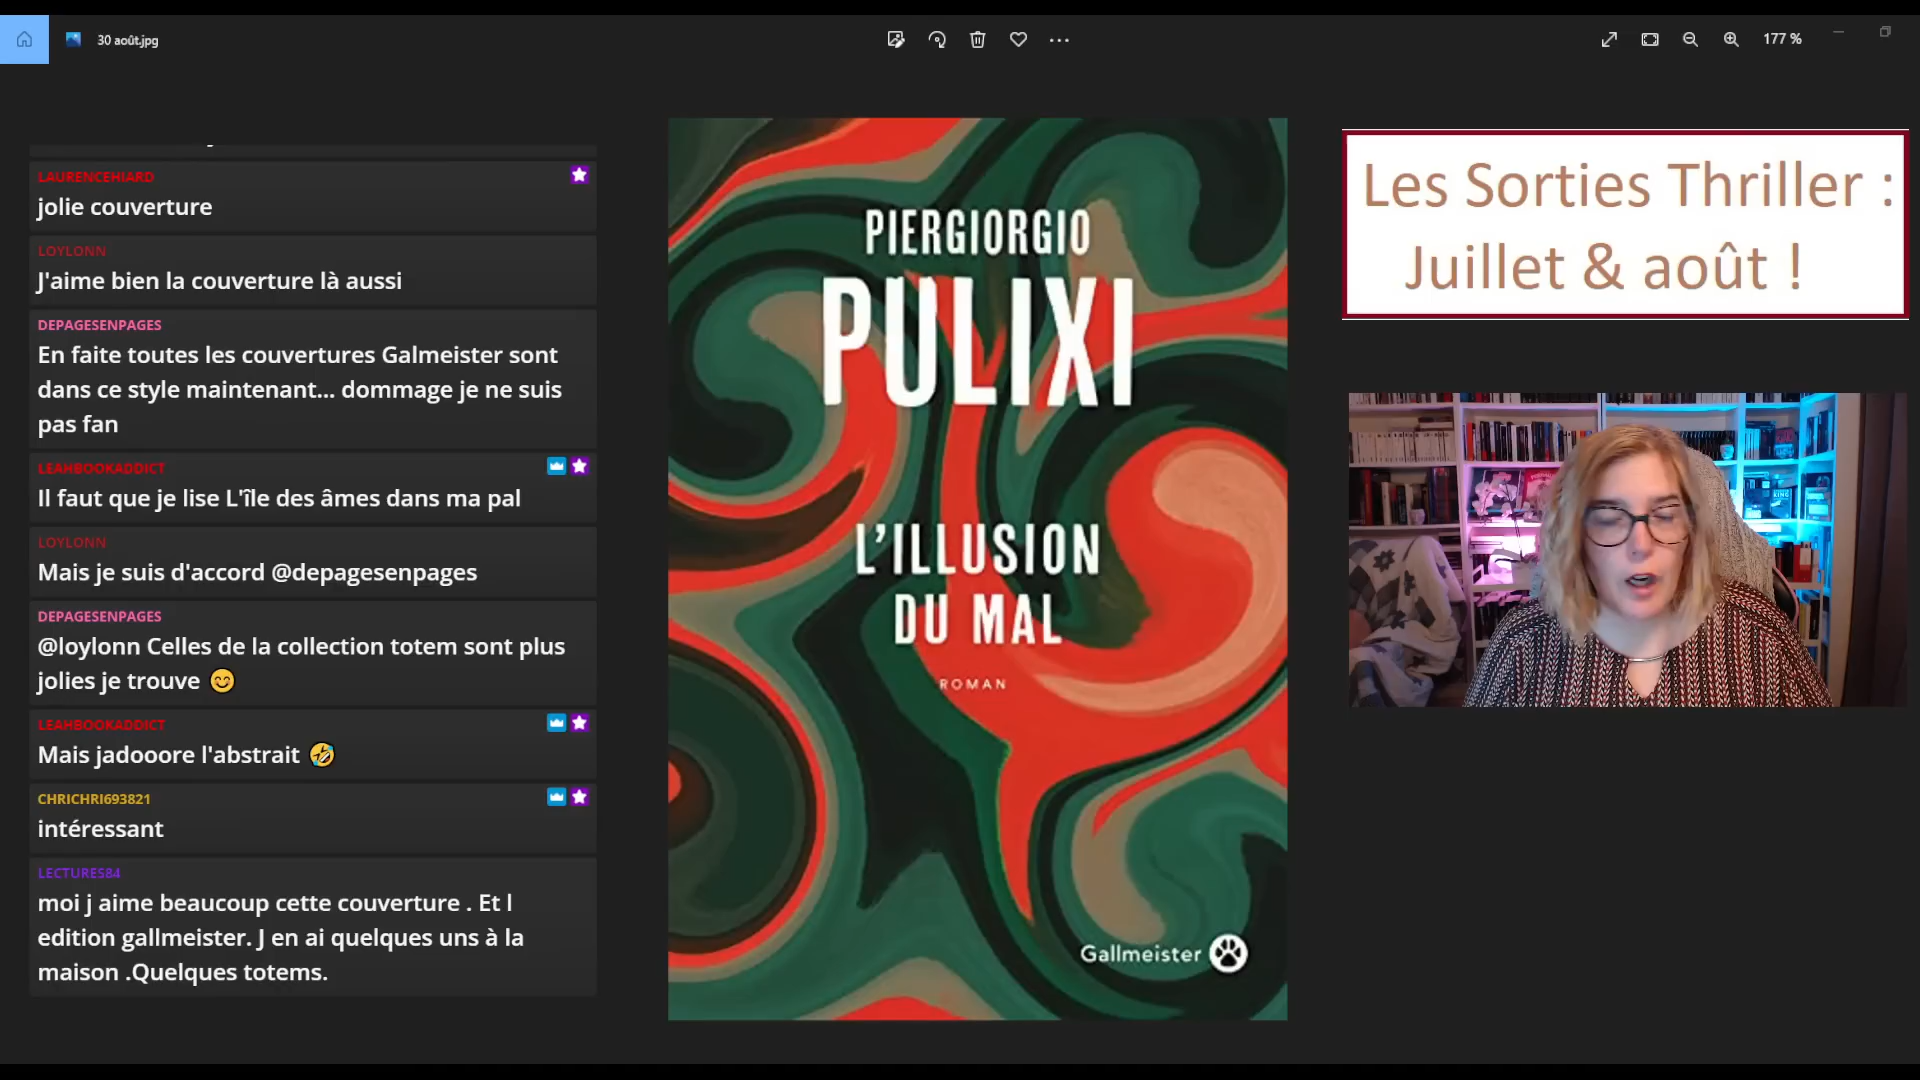 30 août.jpg
177 %
LAURENCEHIARD
jolie couverture
LOYLONN
J'aime bien la couverture là aussi
DEPAGESENPAGES
En faite toutes les couvertures Galmeister sont
dans ce style maintenant... dommage je ne suis
pas fan
LEAHBOOKADDICT
Il faut que je lise L'île des âmes dans ma pal
LOYLONN
Mais je suis d'accord @depagesenpages
DEPAGESENPAGES
@loylonn Celles de la collection totem sont plus
jolies je trouve 😊
LEAHBOOKADDICT
Mais jadooore l'abstrait 🤣
CHRICHRI693821
intéressant
LECTURES84
moi j aime beaucoup cette couverture . Et l
edition gallmeister. J en ai quelques uns à la
maison .Quelques totems.
PIERGIORGIO
PULIXI
L'ILLUSION
DU MAL
ROMAN
Gallmeister
Les Sorties Thriller :
Juillet & août !
KING